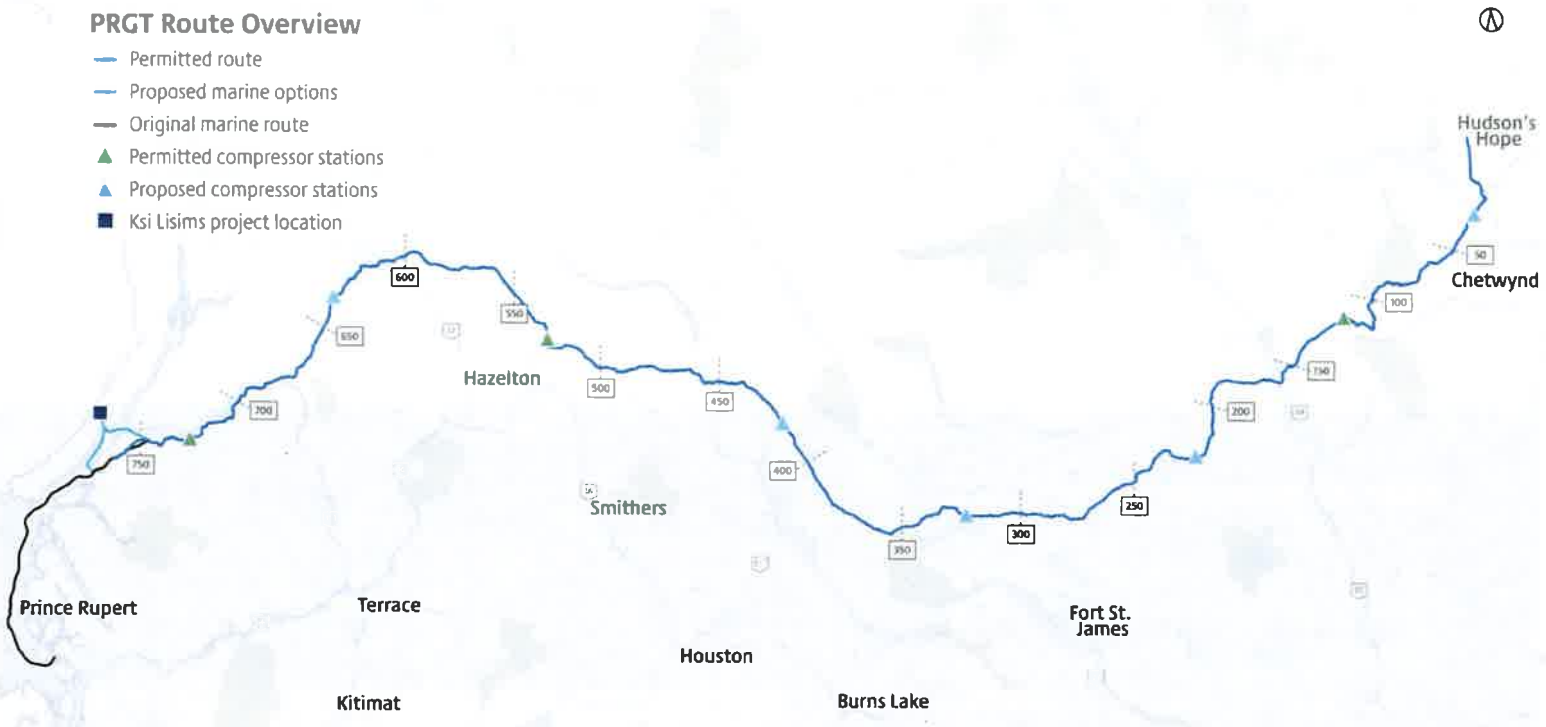 PRGT Route Overview
Permitted route
Proposed marine options
Original marine route
Permitted compressor stations
Proposed compressor stations
Ksi Lisims project location
Hudson's
Hope
50
Chetwynd
100
600
550
650
150
Hazelton
500
450
700
200
750
400
Smithers
250
300
350
Prince Rupert
Terrace
Fort St.
James
Houston
Kitimat
Burns Lake